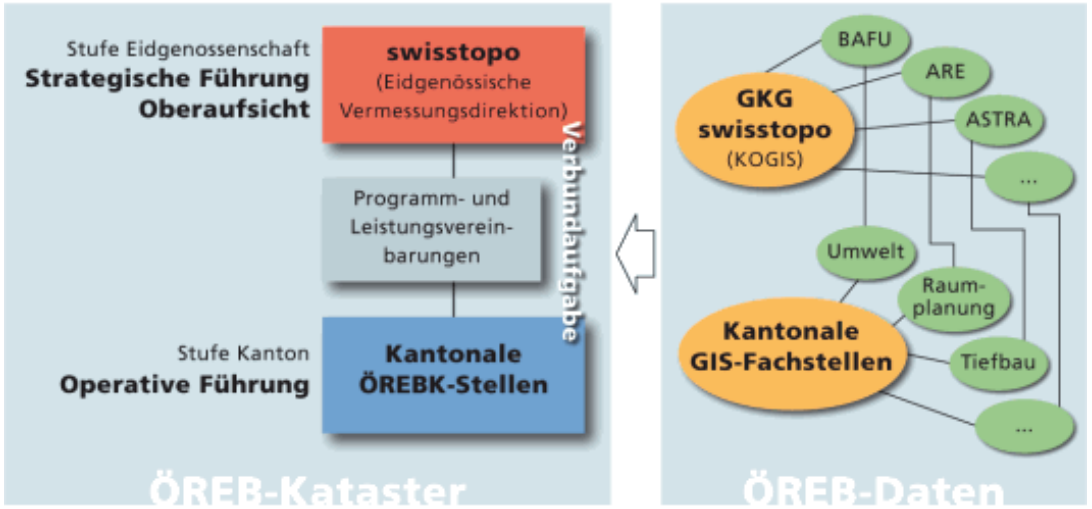 Stufe Eidgenossenschaft
Strategische Führung
Oberaufsicht
swisstopo
(Eidgenössische
Vermessungsdirektion)
Verbundaufgabe
Programm- und
Leistungsverein-
barungen
Stufe Kanton
Operative Führung
Kantonale
ÖREBK-Stellen
ÖREB-Kataster
BAFU
ARE
ASTRA
...
GKG
swisstopo
(KOGIS)
Umwelt
Raum-
planung
Tiefbau
...
Kantonale
GIS-Fachstellen
ÖREB-Daten